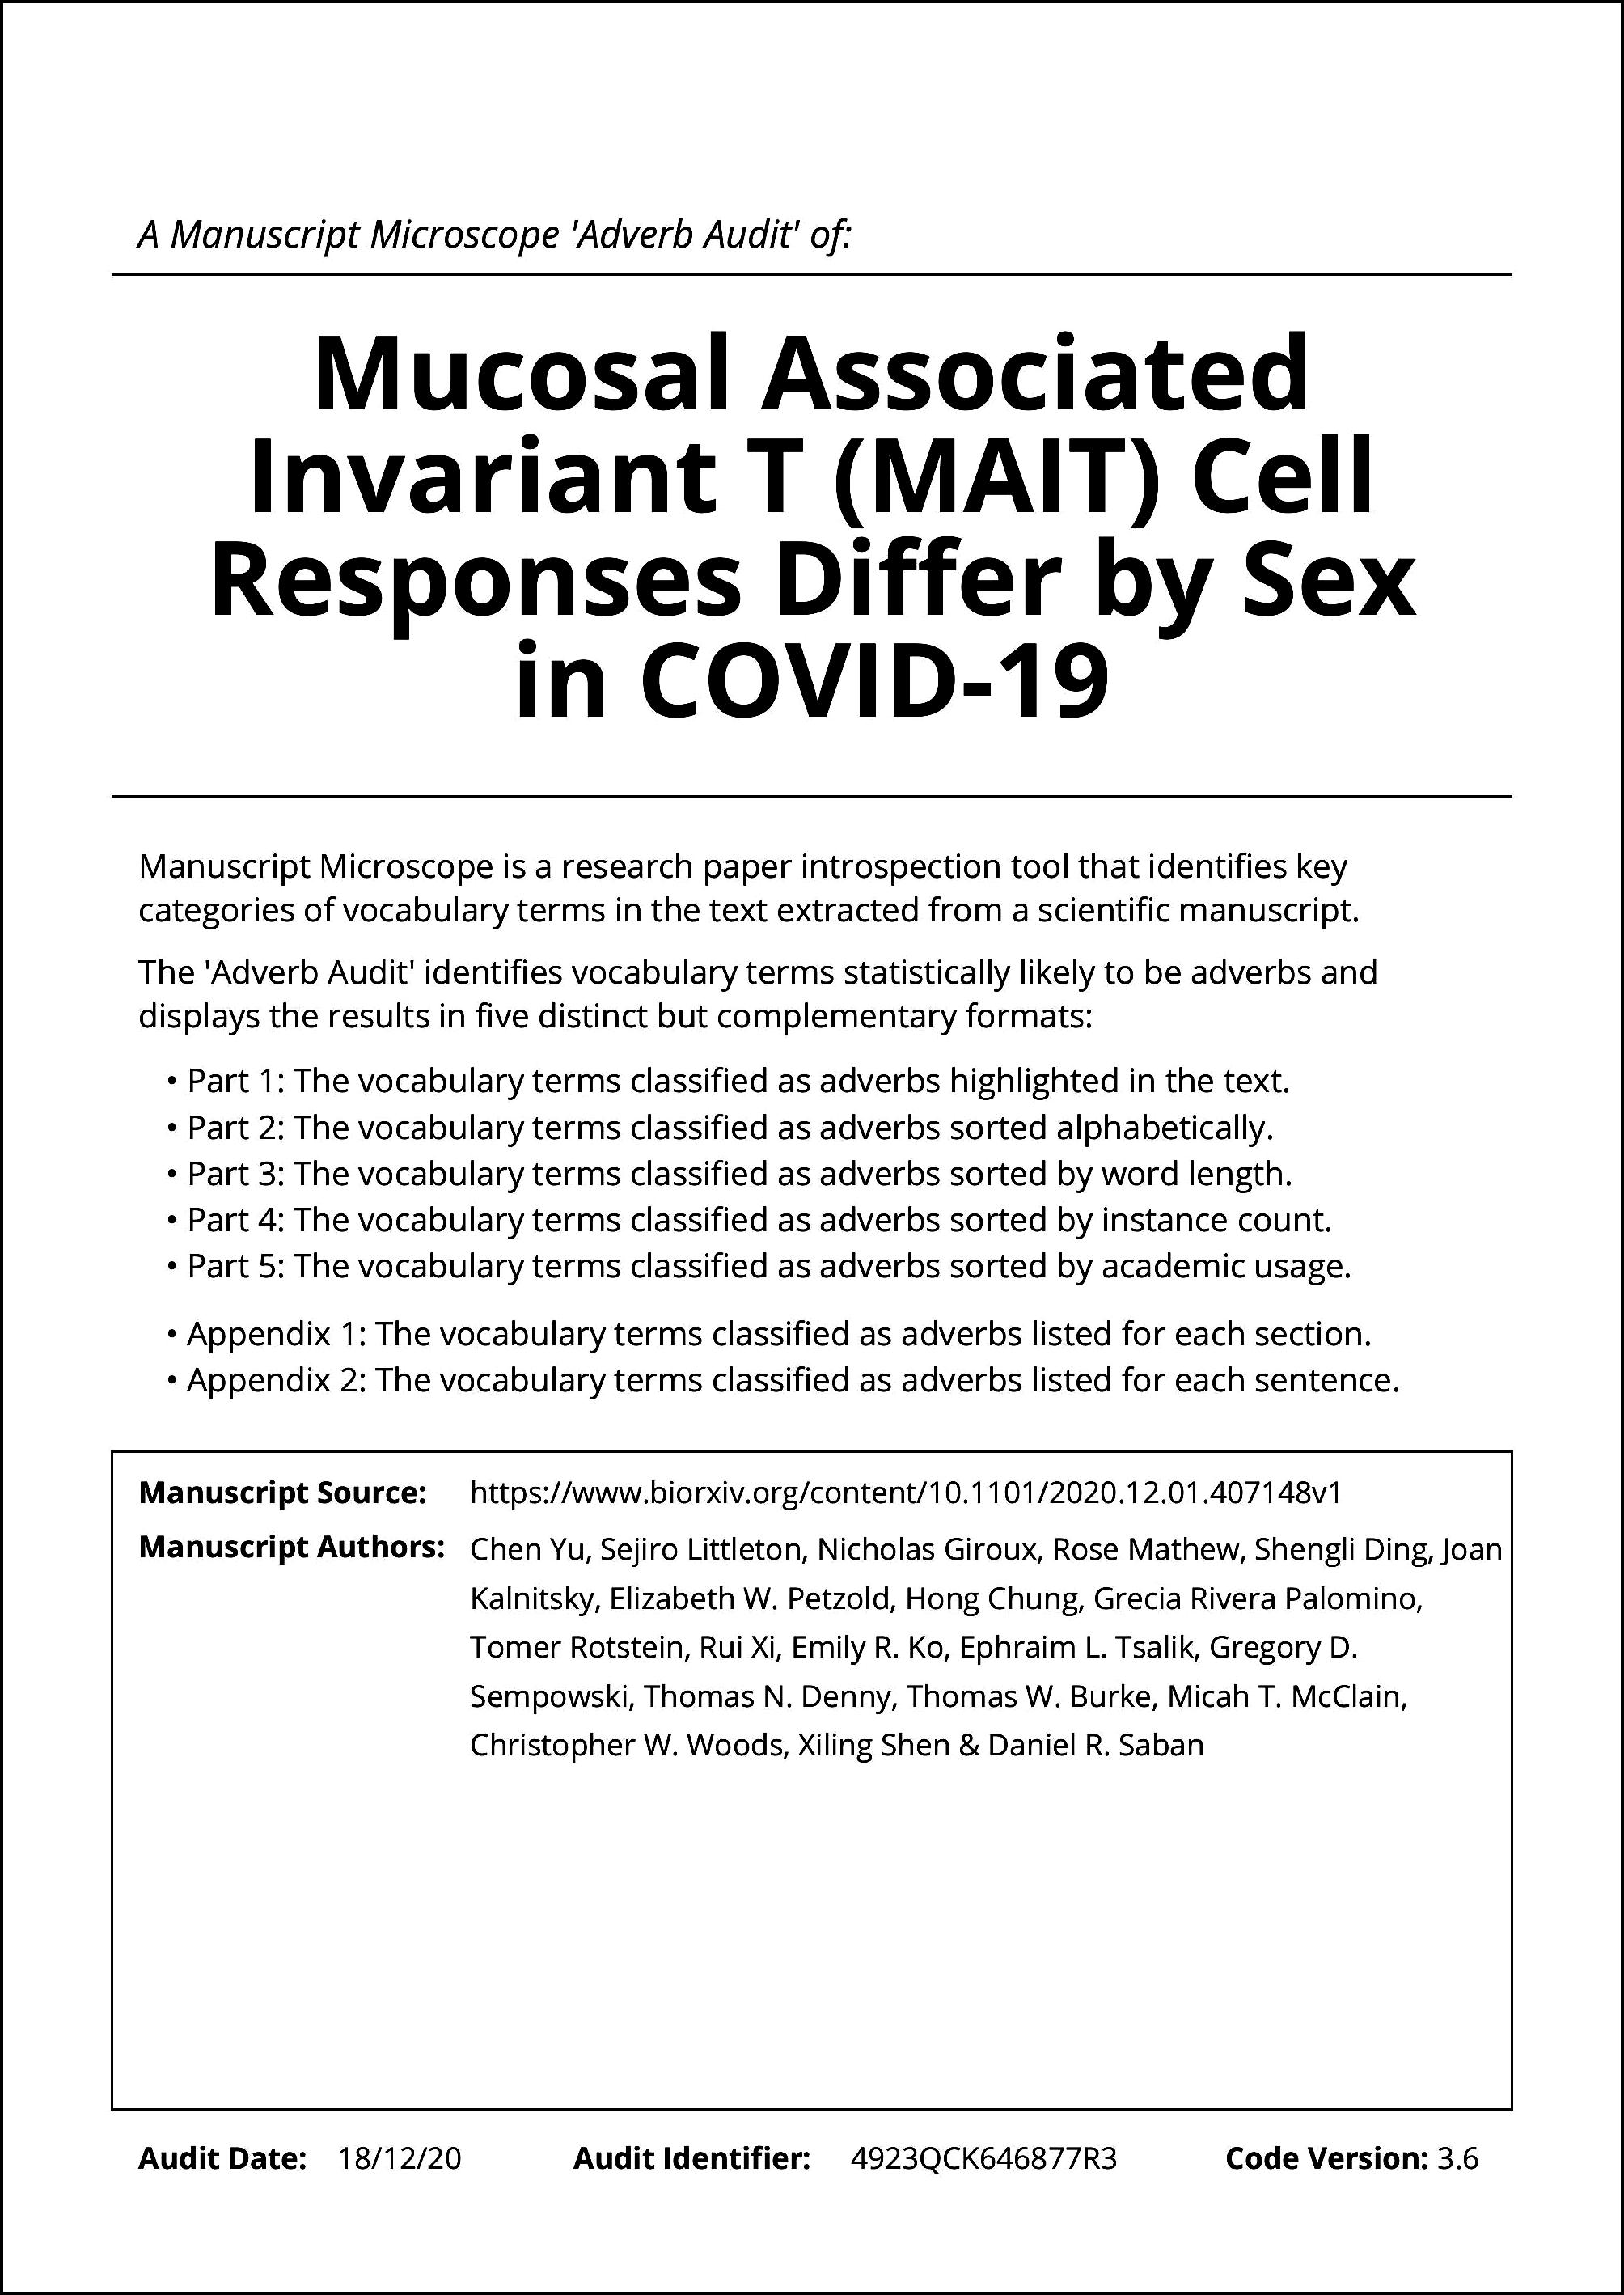 A Manuscript Microscope 'Adverb Audit' of:
Mucosal Associated
Invariant T (MAIT) Cell
Responses Differ by Sex
in COVID-19
Manuscript Microscope is a research paper introspection tool that identifies key
categories of vocabulary terms in the text extracted from a scientific manuscript.
The 'Adverb Audit' identifies vocabulary terms statistically likely to be adverbs and
displays the results in five distinct but complementary formats:
• Part 1: The vocabulary terms classified as adverbs highlighted in the text.
• Part 2: The vocabulary terms classified as adverbs sorted alphabetically.
• Part 3: The vocabulary terms classified as adverbs sorted by word length.
• Part 4: The vocabulary terms classified as adverbs sorted by instance count.
• Part 5: The vocabulary terms classified as adverbs sorted by academic usage.
• Appendix 1: The vocabulary terms classified as adverbs listed for each section.
• Appendix 2: The vocabulary terms classified as adverbs listed for each sentence.
Manuscript Source: https://www.biorxiv.org/content/10.1101/2020.12.01.407148v1
Manuscript Authors: Chen Yu, Sejiro Littleton, Nicholas Giroux, Rose Mathew, Shengli Ding, Joan
Kalnitsky, Elizabeth W. Petzold, Hong Chung, Grecia Rivera Palomino,
Tomer Rotstein, Rui Xi, Emily R. Ko, Ephraim L. Tsalik, Gregory D.
Sempowski, Thomas N. Denny, Thomas W. Burke, Micah T. McClain,
Christopher W. Woods, Xiling Shen & Daniel R. Saban
Audit Date: 18/12/20 Audit Identifier: 4923QCK646877R3 Code Version: 3.6